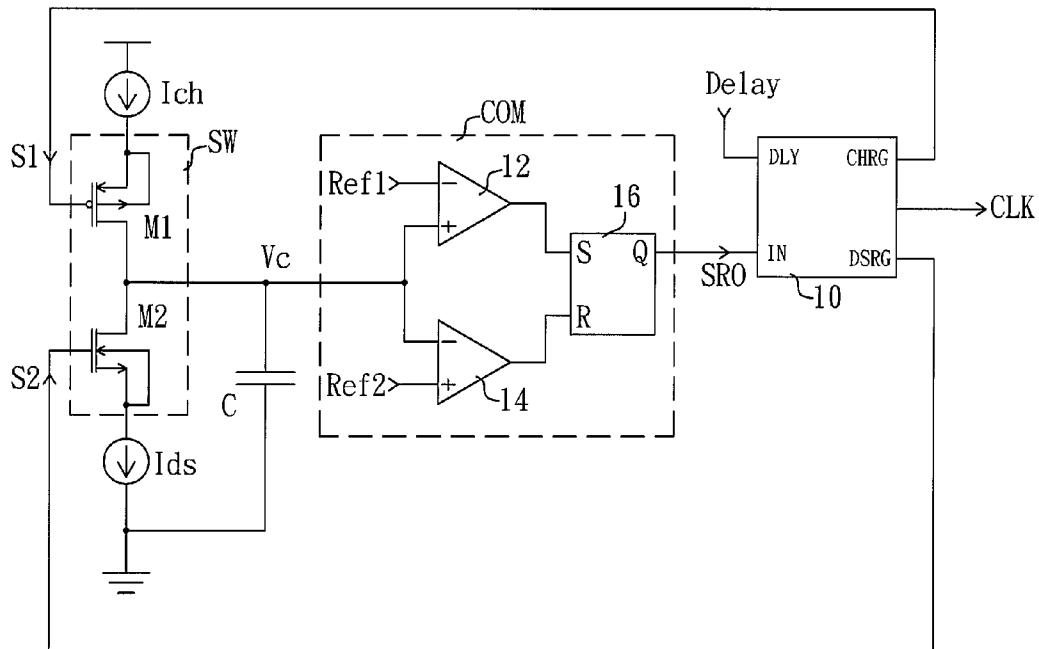 Ich
SW
S1
M1
Vc
M2
S2
C
Ids
COM
Ref1
12
Ref2
14
16
S
Q
R
SRO
Delay
DLY
CHRG
CLK
IN
DSRG
10